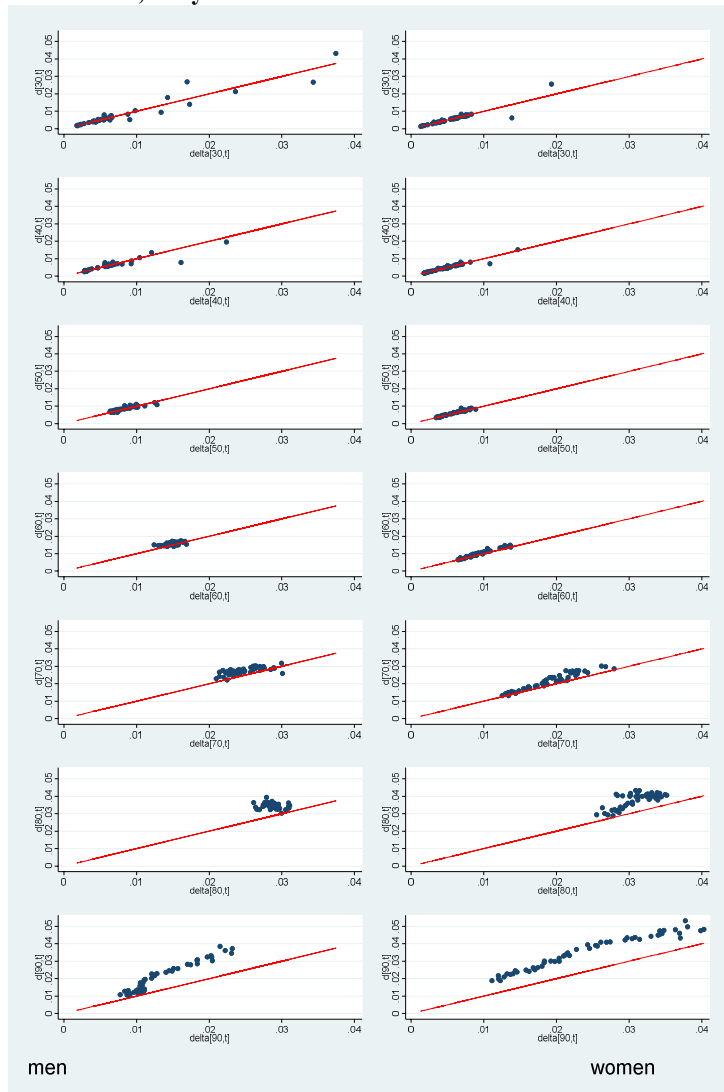 d[30,t]
0 .01 .02 .03 .04 .05
0 .01 .02 .03 .04
delta[30,t]
d[30,t]
0 .01 .02 .03 .04 .05
0 .01 .02 .03 .04
delta[30,t]
d[40,t]
0 .01 .02 .03 .04 .05
0 .01 .02 .03 .04
delta[40,t]
d[40,t]
0 .01 .02 .03 .04 .05
0 .01 .02 .03 .04
delta[40,t]
d[50,t]
0 .01 .02 .03 .04 .05
0 .01 .02 .03 .04
delta[50,t]
d[50,t]
0 .01 .02 .03 .04 .05
0 .01 .02 .03 .04
delta[50,t]
d[60,t]
0 .01 .02 .03 .04 .05
0 .01 .02 .03 .04
delta[60,t]
d[60,t]
0 .01 .02 .03 .04 .05
0 .01 .02 .03 .04
delta[60,t]
d[70,t]
0 .01 .02 .03 .04 .05
0 .01 .02 .03 .04
delta[70,t]
d[70,t]
0 .01 .02 .03 .04 .05
0 .01 .02 .03 .04
delta[70,t]
d[80,t]
0 .01 .02 .03 .04 .05
0 .01 .02 .03 .04
delta[80,t]
d[80,t]
0 .01 .02 .03 .04 .05
0 .01 .02 .03 .04
delta[80,t]
d[90,t]
0 .01 .02 .03 .04 .05
0 .01 .02 .03 .04
delta[90,t]
d[90,t]
0 .01 .02 .03 .04 .05
0 .01 .02 .03 .04
delta[90,t]
men women